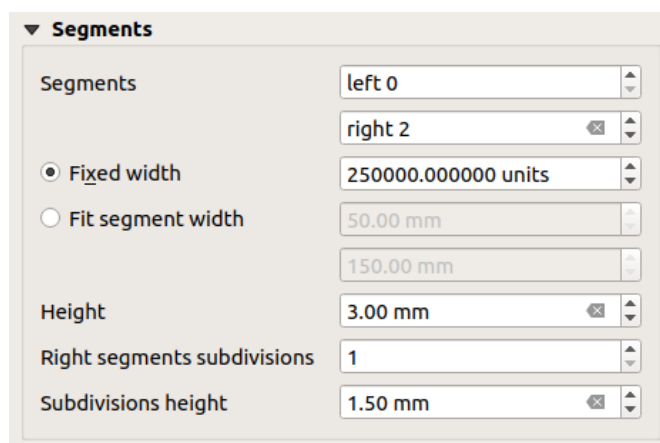 Segments
Segments left 0
right 2
Fixed width 250000.000000 units
Fit segment width 50.00 mm
150.00 mm
Height 3.00 mm
Right segments subdivisions 1
Subdivisions height 1.50 mm